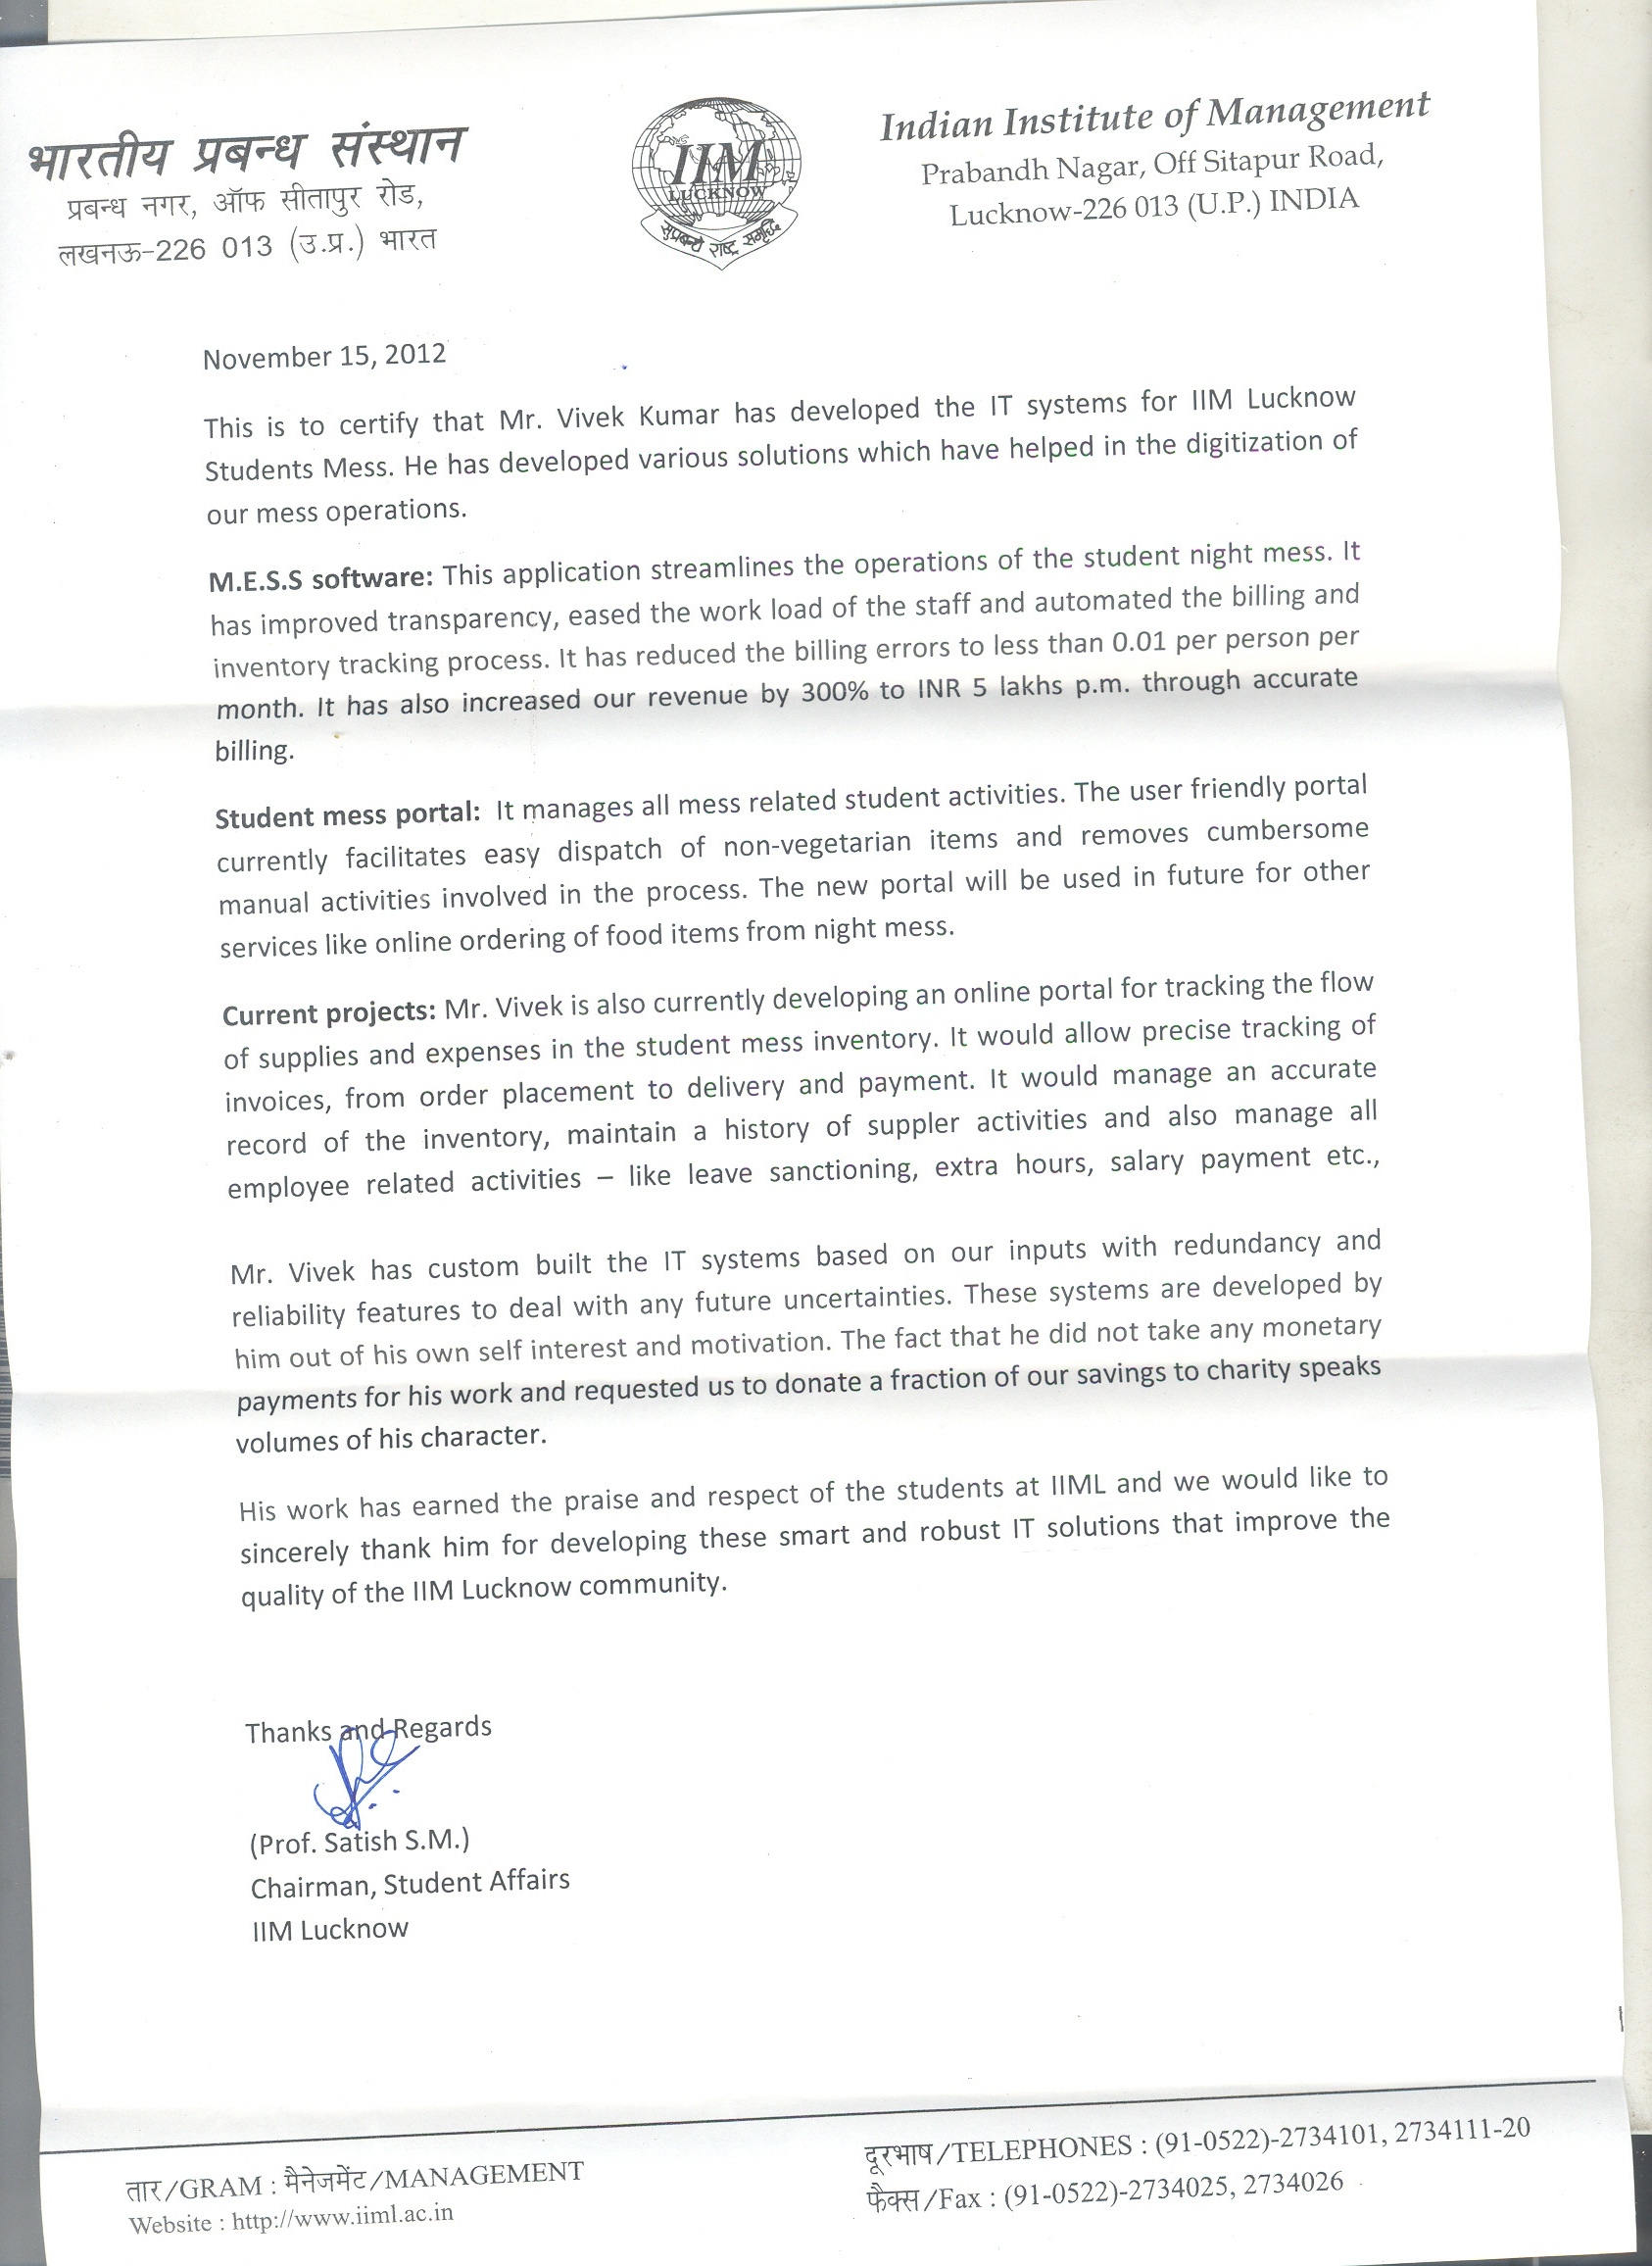 भारतीय प्रबन्ध संस्थान
प्रबन्ध नगर, ऑफ सीतापुर रोड,
लखनऊ-226 013 (उ.प्र.) भारत
IIM
LUCKNOW
सुप्रबन्धे राष्ट्र समृद्धि
Indian Institute of Management
Prabandh Nagar, Off Sitapur Road,
Lucknow-226 013 (U.P.) INDIA
November 15, 2012
This is to certify that Mr. Vivek Kumar has developed the IT systems for IIM Lucknow
Students Mess. He has developed various solutions which have helped in the digitization of
our mess operations.
M.E.S.S software: This application streamlines the operations of the student night mess. It
has improved transparency, eased the work load of the staff and automated the billing and
inventory tracking process. It has reduced the billing errors to less than 0.01 per person per
month. It has also increased our revenue by 300% to INR 5 lakhs p.m. through accurate
billing.
Student mess portal: It manages all mess related student activities. The user friendly portal
currently facilitates easy dispatch of non-vegetarian items and removes cumbersome
manual activities involved in the process. The new portal will be used in future for other
services like online ordering of food items from night mess.
Current projects: Mr. Vivek is also currently developing an online portal for tracking the flow
of supplies and expenses in the student mess inventory. It would allow precise tracking of
invoices, from order placement to delivery and payment. It would manage an accurate
record of the inventory, maintain a history of suppler activities and also manage all
employee related activities – like leave sanctioning, extra hours, salary payment etc.,
Mr. Vivek has custom built the IT systems based on our inputs with redundancy and
reliability features to deal with any future uncertainties. These systems are developed by
him out of his own self interest and motivation. The fact that he did not take any monetary
payments for his work and requested us to donate a fraction of our savings to charity speaks
volumes of his character.
His work has earned the praise and respect of the students at IIML and we would like to
sincerely thank him for developing these smart and robust IT solutions that improve the
quality of the IIM Lucknow community.
Thanks and Regards
(Prof. Satish S.M.)
Chairman, Student Affairs
IIM Lucknow
तार/GRAM : मैनेजमेंट/MANAGEMENT
Website : http://www.iiml.ac.in
दूरभाष/TELEPHONES : (91-0522)-2734101, 2734111-20
फैक्स/Fax : (91-0522)-2734025, 2734026